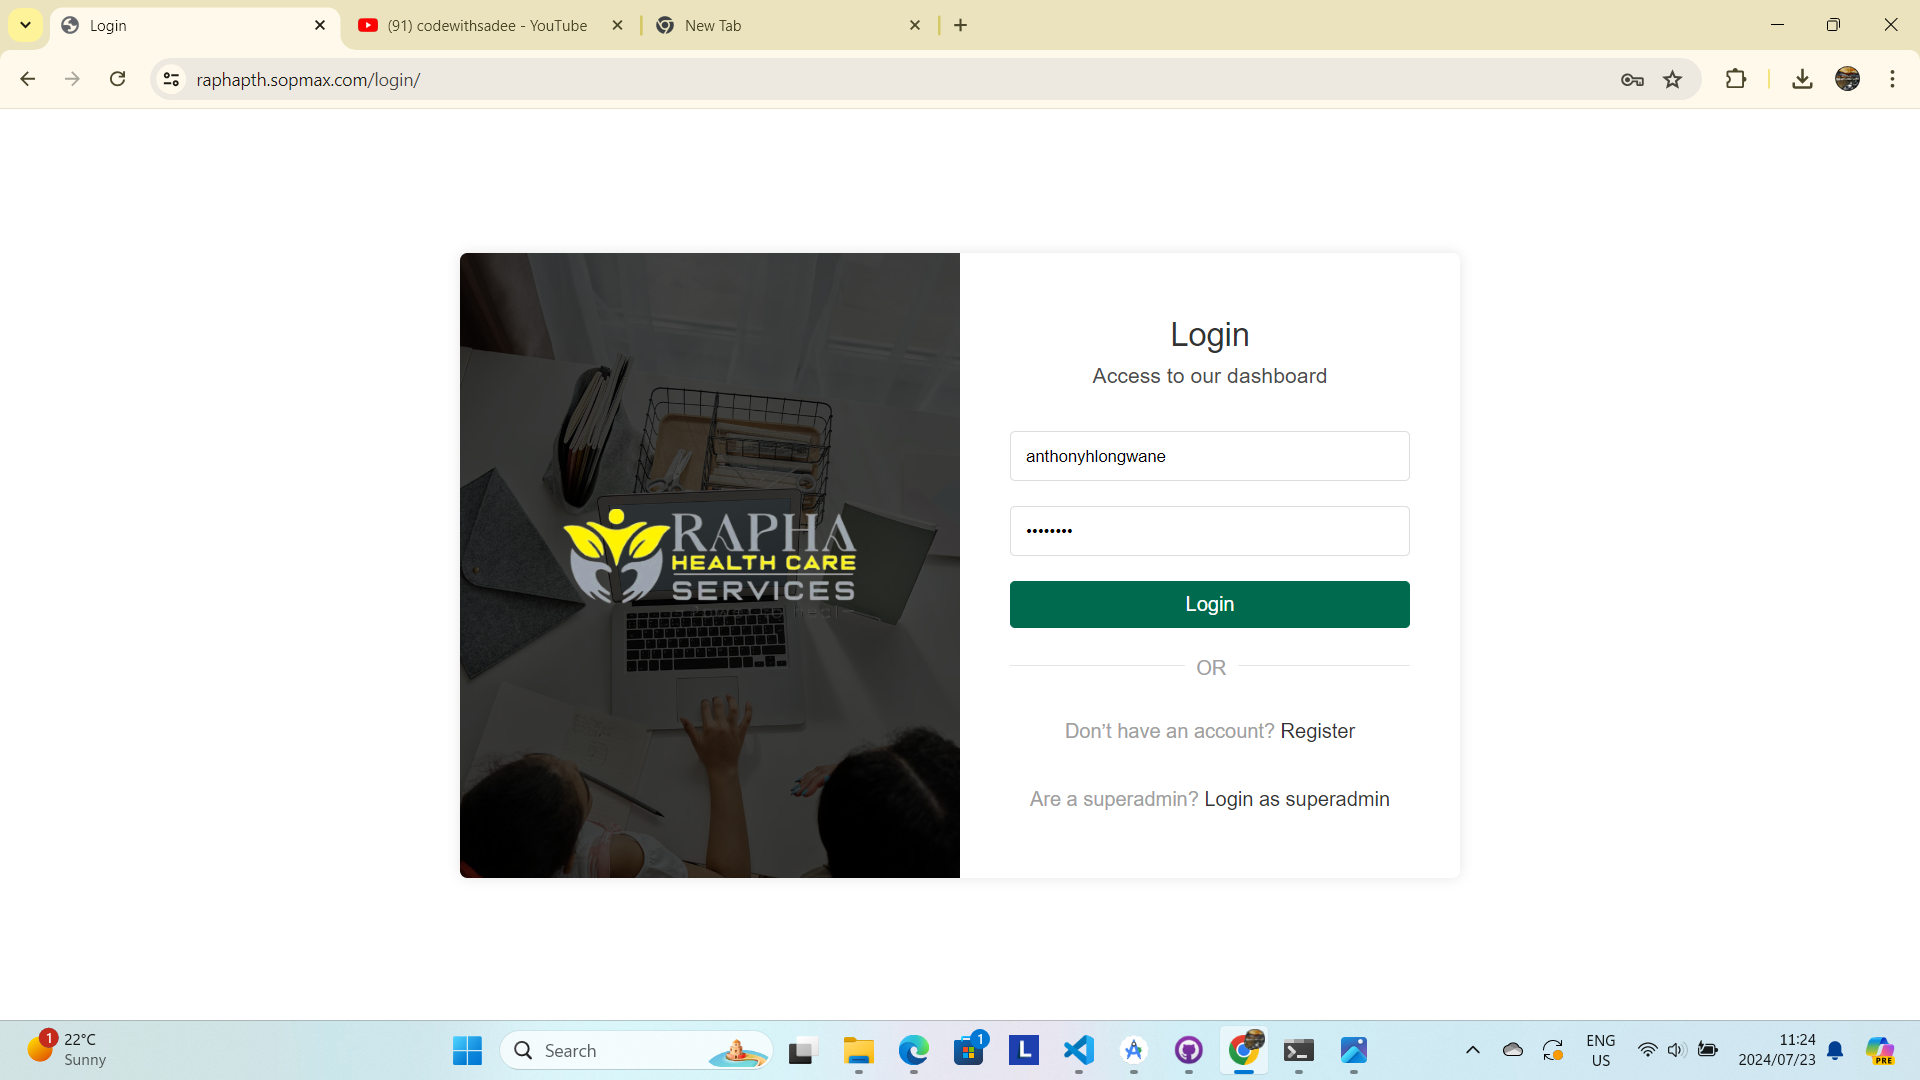 Login
(91) codewithsadee - YouTube
New Tab
raphapth.sopmax.com/login/
RAPHA
HEALTH CARE
SERVICES
Login
Access to our dashboard
anthonyhlongwane
••••••••
Login
OR
Don't have an account? Register
Are a superadmin? Login as superadmin
1
22°C
Sunny
Search
1
L
ENG
US
11:24
2024/07/23
PRE